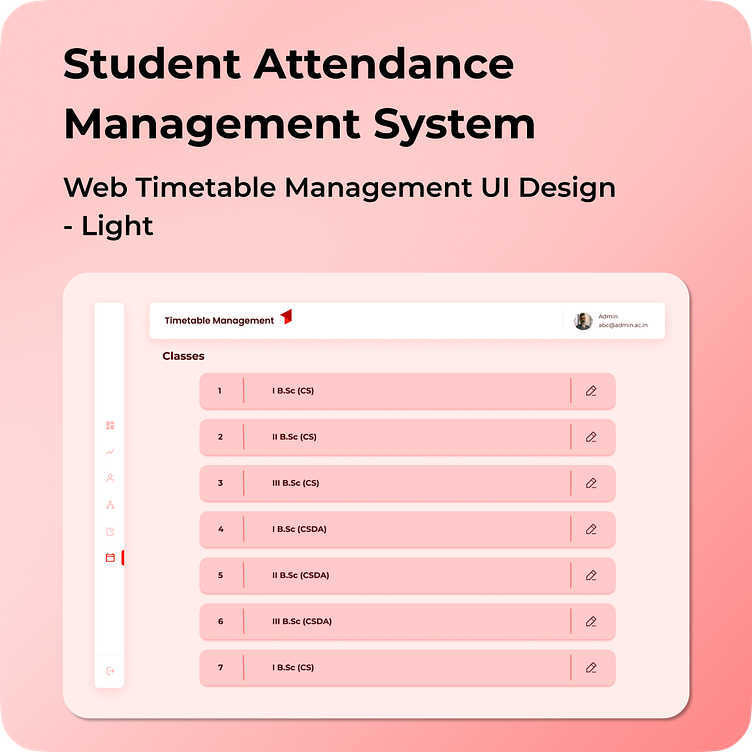 Student Attendance
Management System
Web Timetable Management UI Design
- Light
Timetable Management
Admin
abc@admin.ac.in
Classes
1 I B.Sc (CS)
2 II B.Sc (CS)
3 III B.Sc (CS)
4 I B.Sc (CSDA)
5 II B.Sc (CSDA)
6 III B.Sc (CSDA)
7 I B.Sc (CS)